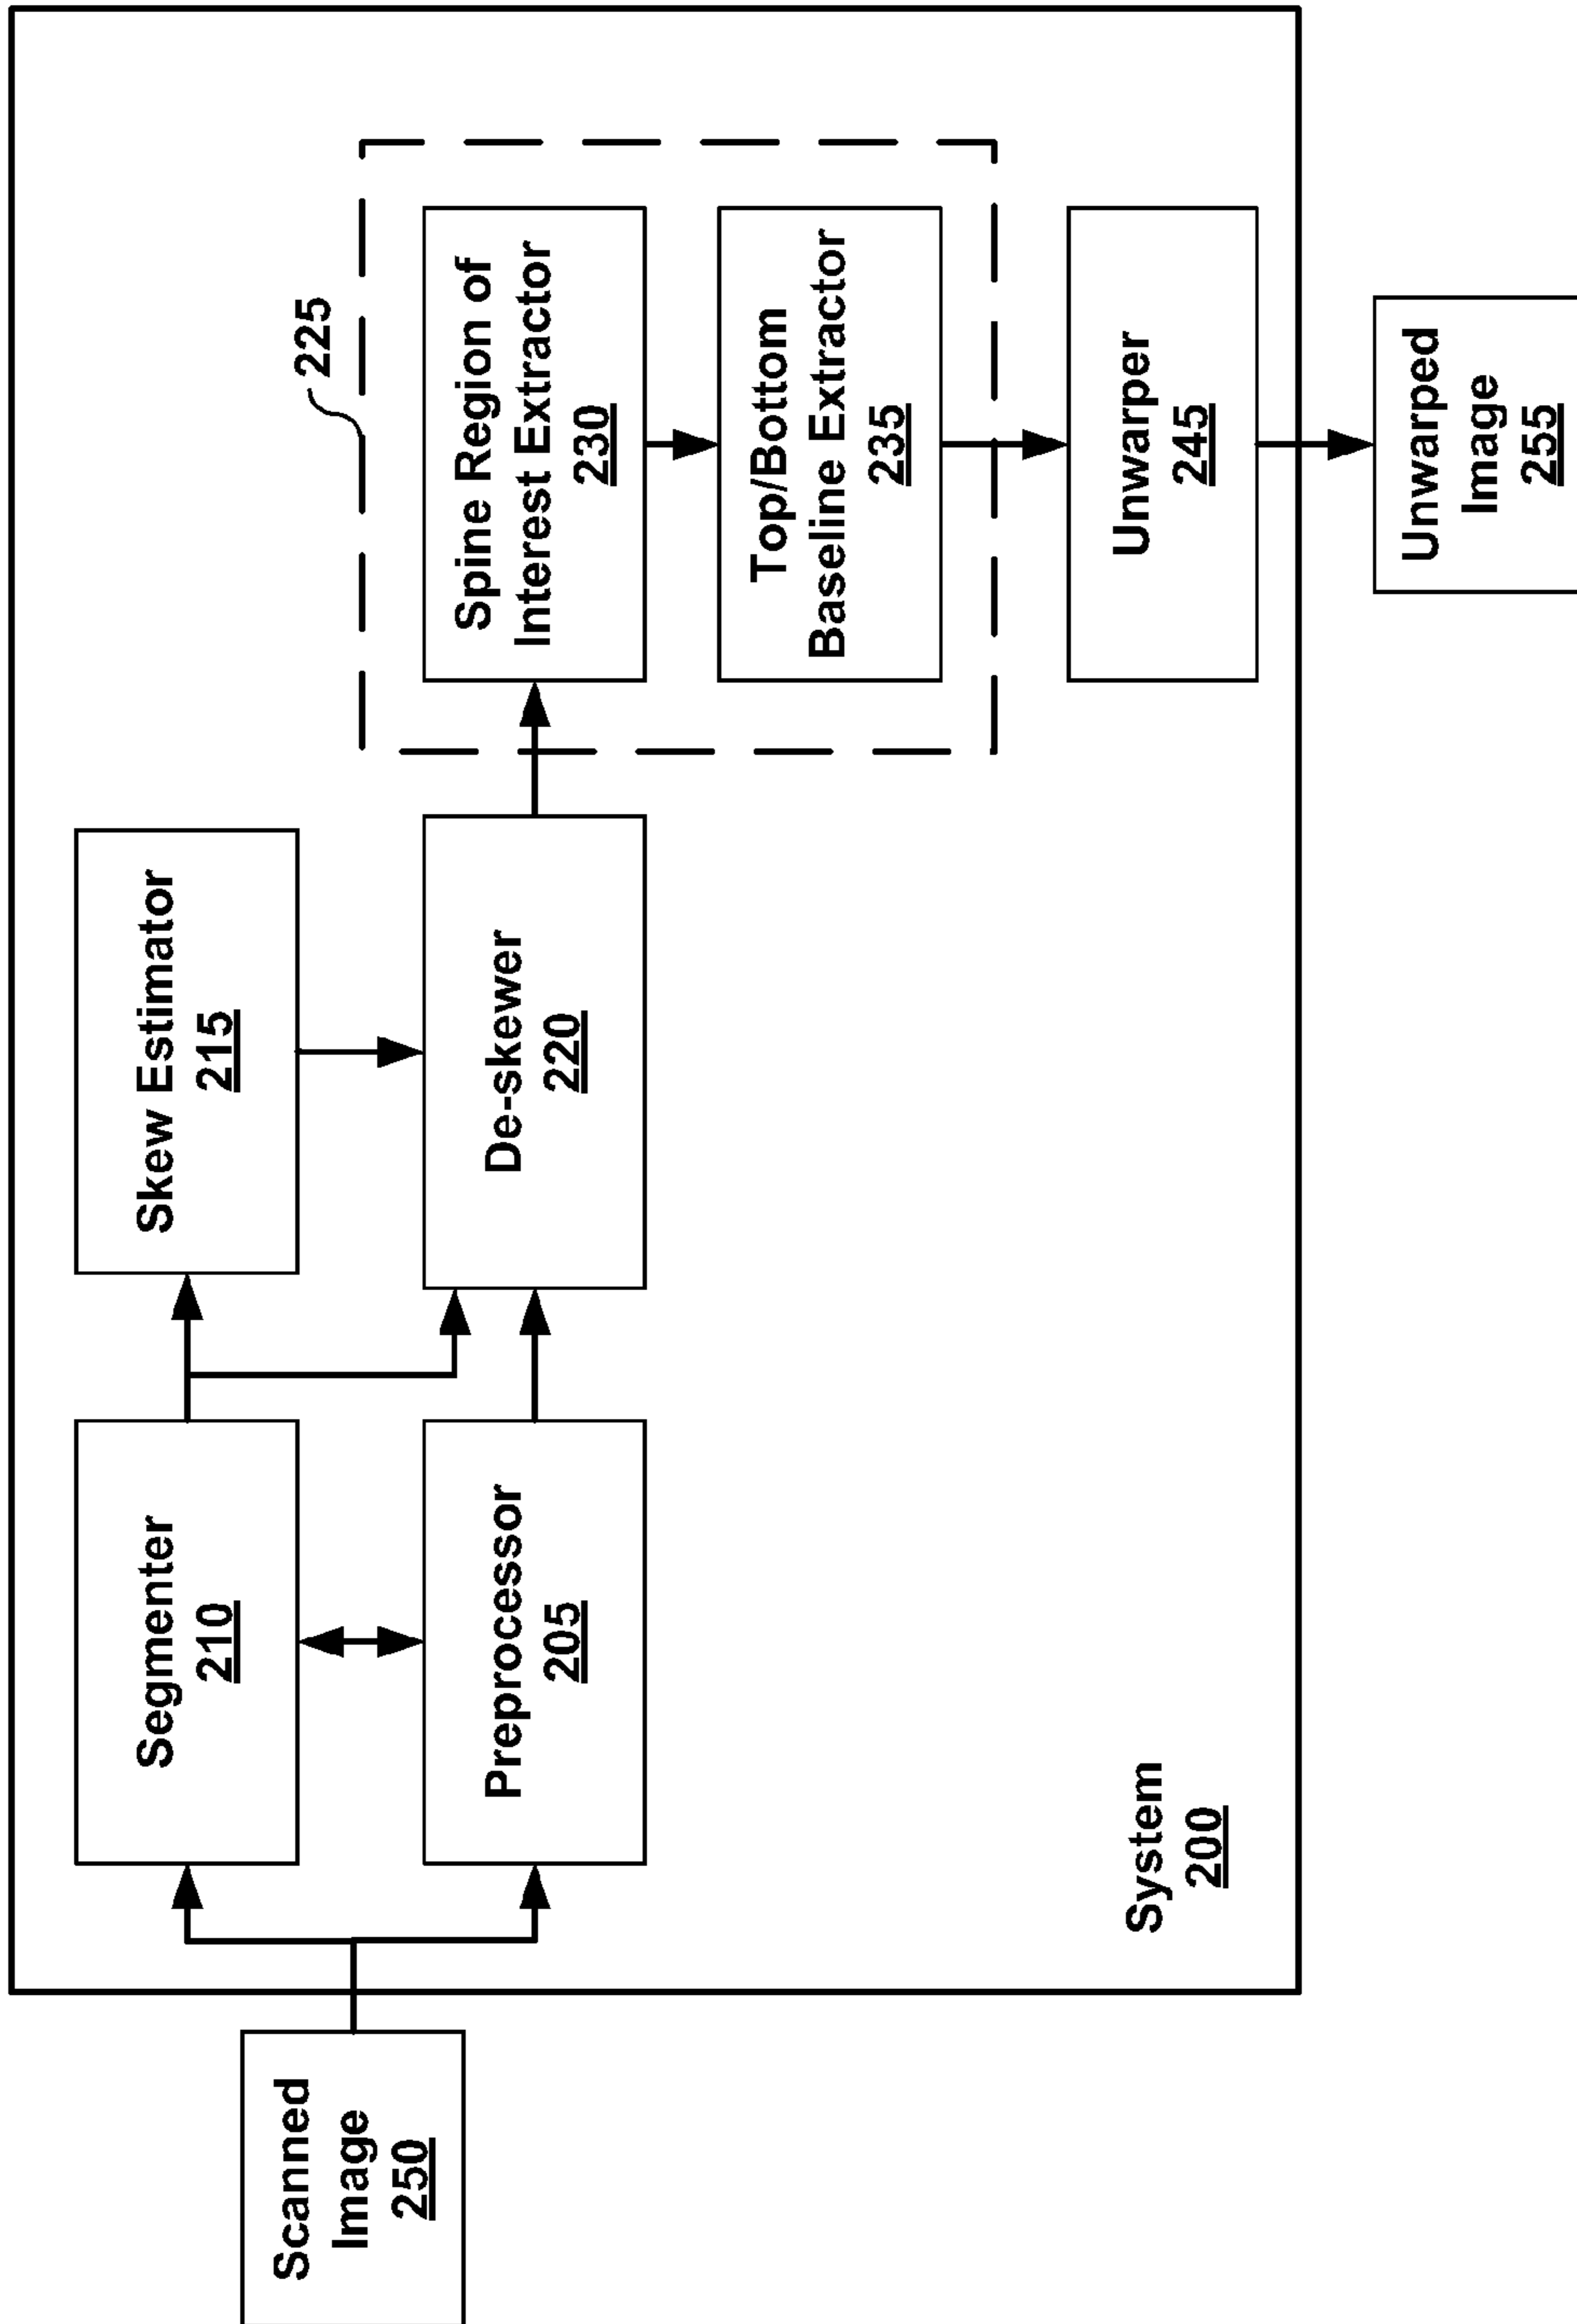 Scanned
Image
250
Segmenter
210
Preprocessor
205
Skew Estimator
215
De-skewer
220
225
Spine Region of
Interest Extractor
230
Top/Bottom
Baseline Extractor
235
Unwarper
245
System
200
Unwarped
Image
255